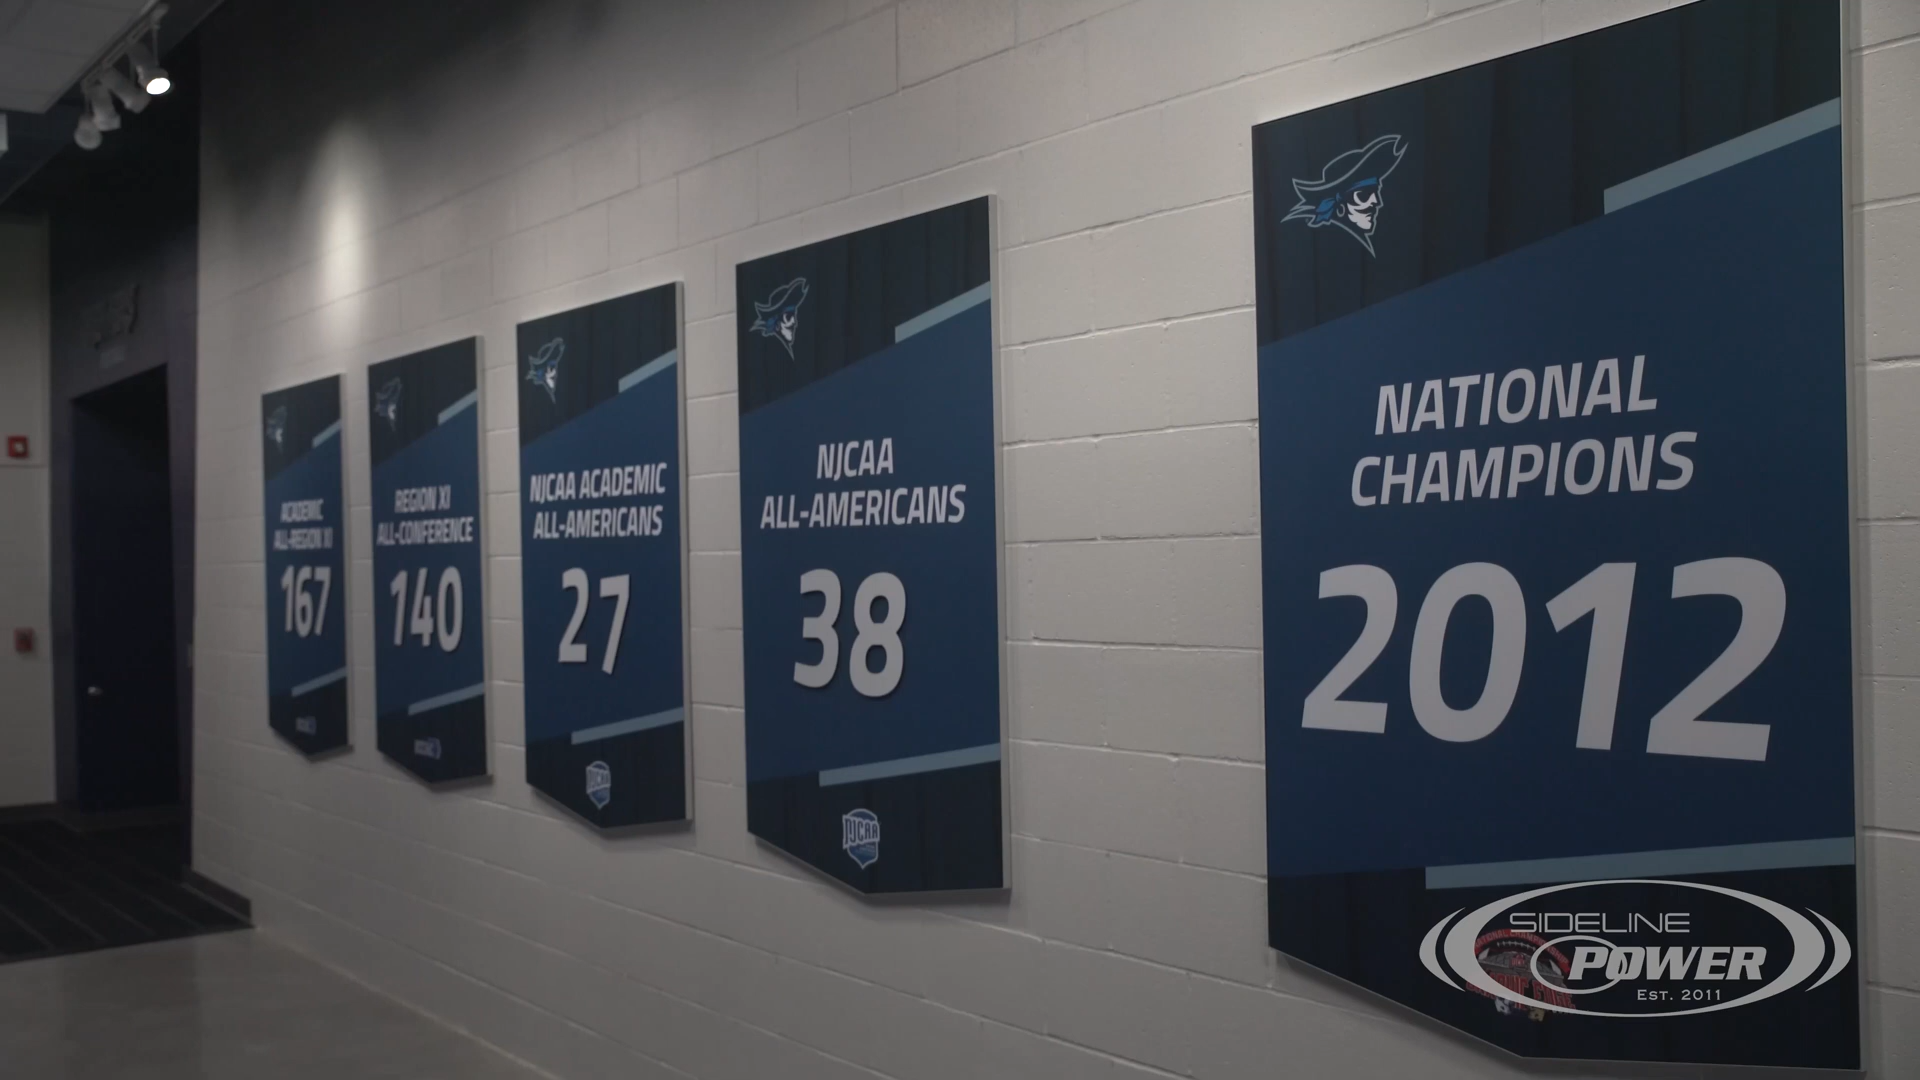 ACADEMIC
ALL-REGION XI
167
REGION XI
ALL-CONFERENCE
140
NJCAA ACADEMIC
ALL-AMERICANS
27
NJCAA
NJCAA
ALL-AMERICANS
38
NJCAA
NATIONAL
CHAMPIONS
2012
SIDELINE
POWER
EST. 2011